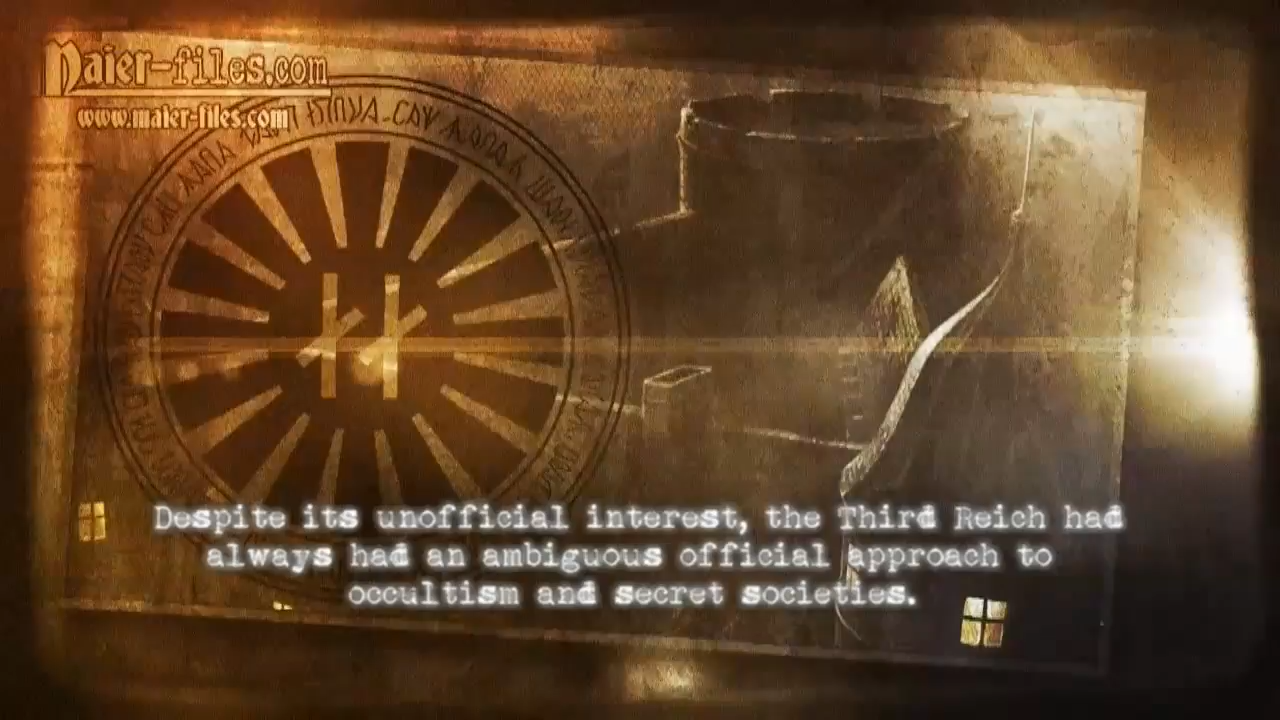 Maier-files.com
www.maier-files.com
Despite its unofficial interest, the Third Reich had
always had an ambiguous official approach to
occultism and secret societies.